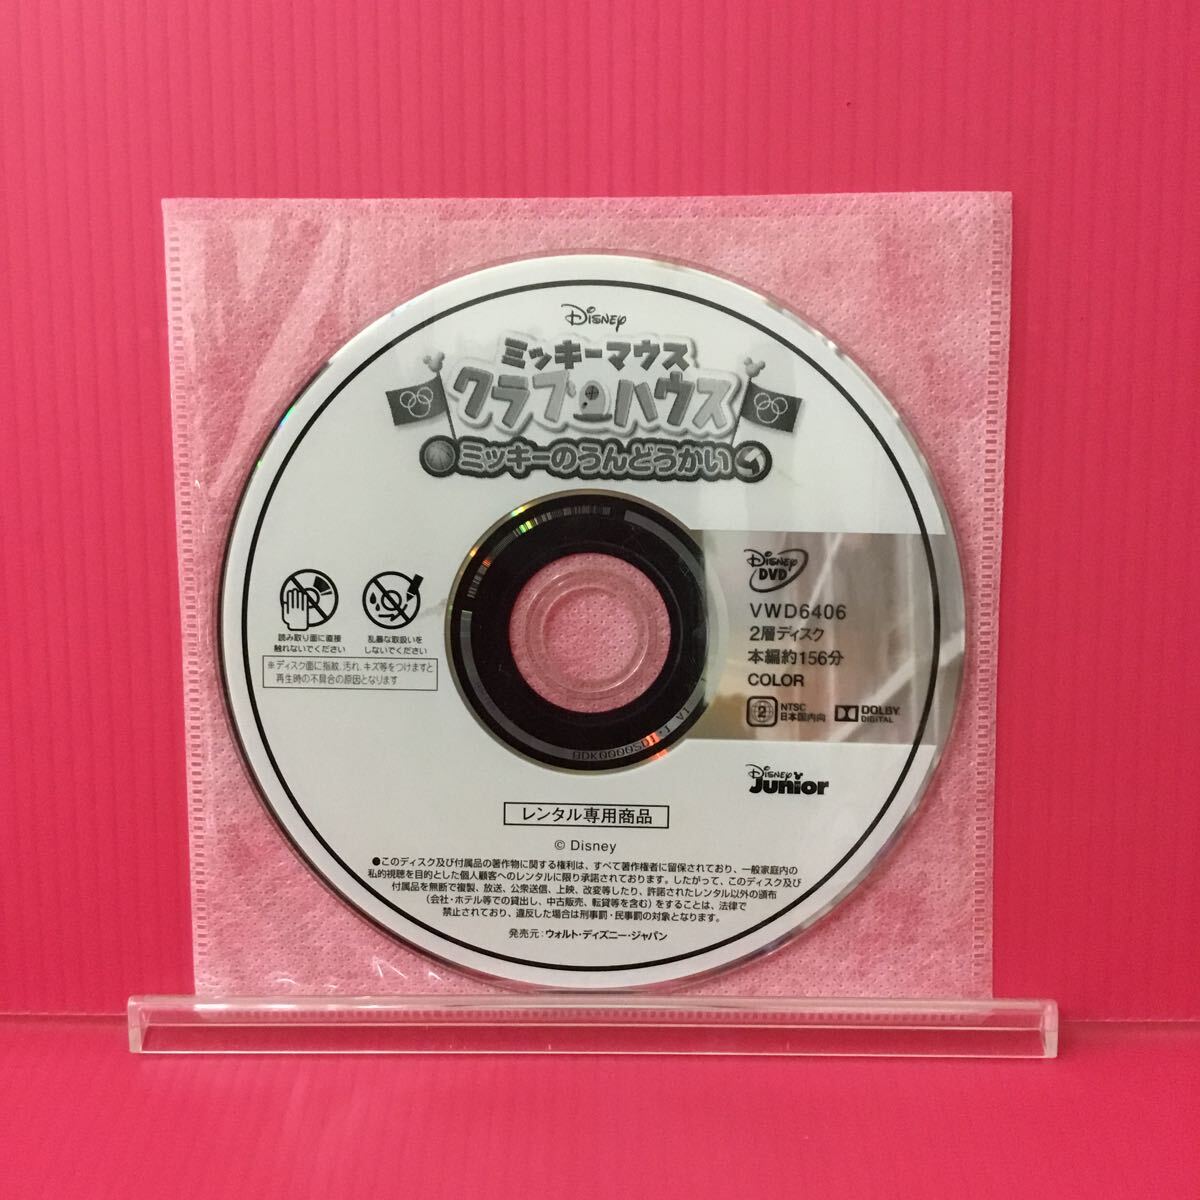 Disney
ミッキーマウス
クラブハウス
ミッキーのうんどうかい
読み取り面に直接
触れないでください
乱暴な取扱いを
しないでください
※ディスク面に指紋、汚れ、キズ等をつけますと
再生時の不具合の原因となります
Disney
DVD
VWD6406
2層ディスク
本編約156分
COLOR
2
NTSC
日本国内向
DOLBY
DIGITAL
Disney
Junior
レンタル専用商品
© Disney
●このディスク及び付属品の著作物に関する権利は、すべて著作権者に留保されており、一般家庭内の
私的視聴を目的とした個人顧客へのレンタルに限り承諾されております。したがって、このディスク及び
付属品を無断で複製、放送、公衆送信、上映、改変等したり、許諾されたレンタル以外の頒布
(会社・ホテル等での貸出し、中古販売、転貸等を含む)をすることは、法律で
禁止されており、違反した場合は刑事罰・民事罰の対象となります。
発売元：ウォルト・ディズニー・ジャパン